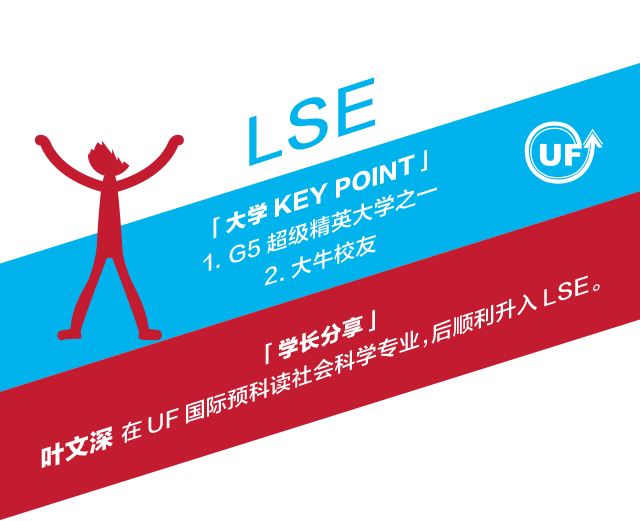 LSE
「大学 KEY POINT」
1. G5 超级精英大学之一
2. 大牛校友
UF
「学长分享」
叶文深 在 UF 国际预科读社会科学专业，后顺利升入 LSE。